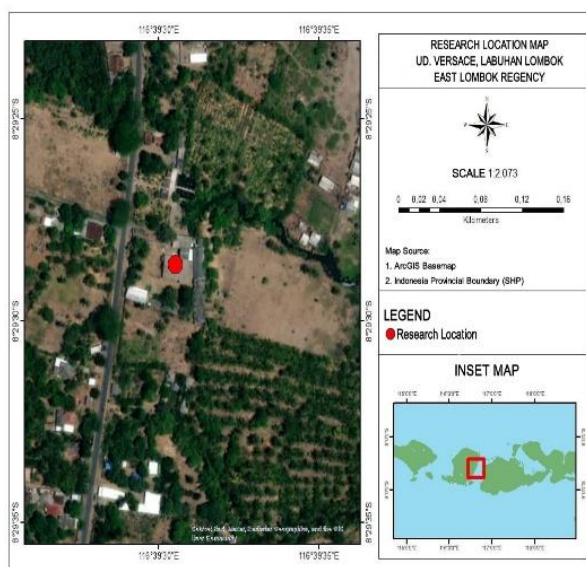 116°39'30"E
116°39'35"E
8°29'25"S
8°29'25"S
8°29'30"S
8°29'30"S
8°29'35"S
8°29'35"S
116°39'30"E
116°39'35"E
RESEARCH LOCATION MAP
UD. VERSACE, LABUHAN LOMBOK
EAST LOMBOK REGENCY
SCALE 1:2.073
0 0,02 0,04 0,08 0,12 0,16
Kilometers
Map Source:
1. ArcGIS Basemap
2. Indonesia Provincial Boundary (SHP)
LEGEND
Research Location
INSET MAP